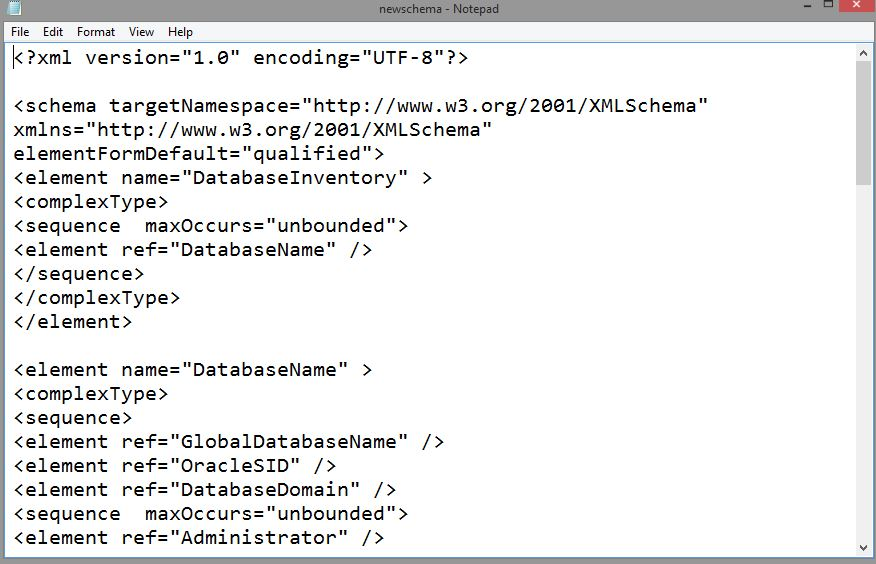 newschema - Notepad
File Edit Format View Help
<?xml version="1.0" encoding="UTF-8"?>
<schema targetNamespace="http://www.w3.org/2001/XMLSchema"
xmlns="http://www.w3.org/2001/XMLSchema"
elementFormDefault="qualified">
<element name="DatabaseInventory" >
<complexType>
<sequence  maxOccurs="unbounded">
<element ref="DatabaseName" />
</sequence>
</complexType>
</element>
<element name="DatabaseName" >
<complexType>
<sequence>
<element ref="GlobalDatabaseName" />
<element ref="OracleSID" />
<element ref="DatabaseDomain" />
<sequence  maxOccurs="unbounded">
<element ref="Administrator" />